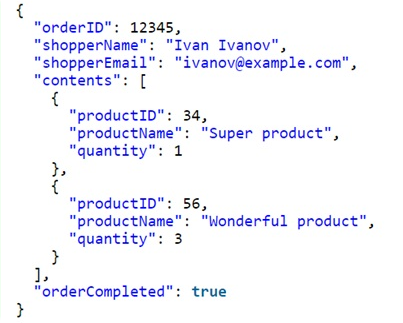 {
  "orderID": 12345,
  "shopperName": "Ivan Ivanov",
  "shopperEmail": "ivanov@example.com",
  "contents": [
    {
      "productID": 34,
      "productName": "Super product",
      "quantity": 1
    },
    {
      "productID": 56,
      "productName": "Wonderful product",
      "quantity": 3
    }
  ],
  "orderCompleted": true
}